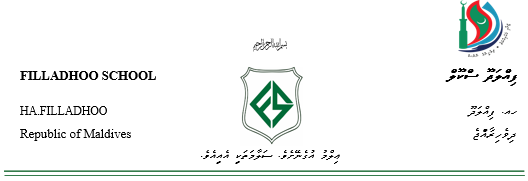 بسم الله الرحمن الرحيم
FILLADHOO SCHOOL
ފިއްލަދޫ ސްކޫލް
HA.FILLADHOO
ހއ. ފިއްލަދޫ
Republic of Maldives
ދިވެހިރާއްޖެ